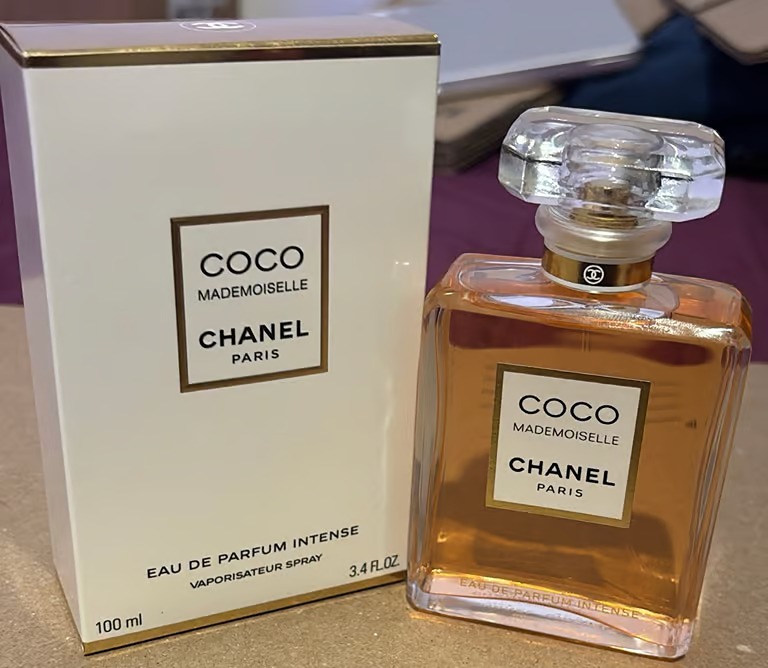 COCO
MADEMOISELLE
CHANEL
PARIS
EAU DE PARFUM INTENSE
VAPORISATEUR SPRAY
100 ml
3.4 FL.OZ.
COCO
MADEMOISELLE
CHANEL
PARIS
EAU DE PARFUM INTENSE